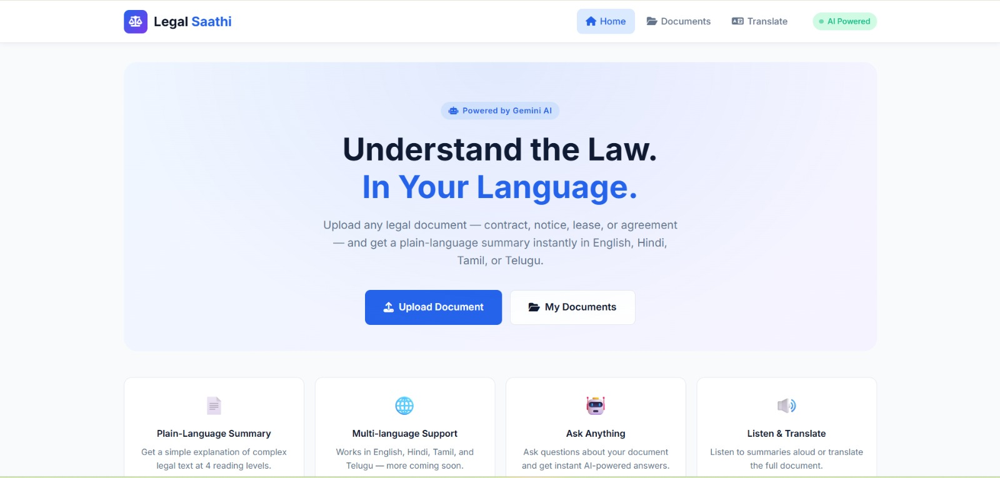 Legal Saathi
Home
Documents
Translate
AI Powered
Powered by Gemini AI
Understand the Law.
In Your Language.
Upload any legal document — contract, notice, lease, or agreement
— and get a plain-language summary instantly in English, Hindi,
Tamil, or Telugu.
Upload Document
My Documents
Plain-Language Summary
Get a simple explanation of complex
legal text at 4 reading levels.
Multi-language Support
Works in English, Hindi, Tamil, and
Telugu — more coming soon.
Ask Anything
Ask questions about your document
and get instant AI-powered answers.
Listen & Translate
Listen to summaries aloud or translate
the full document.